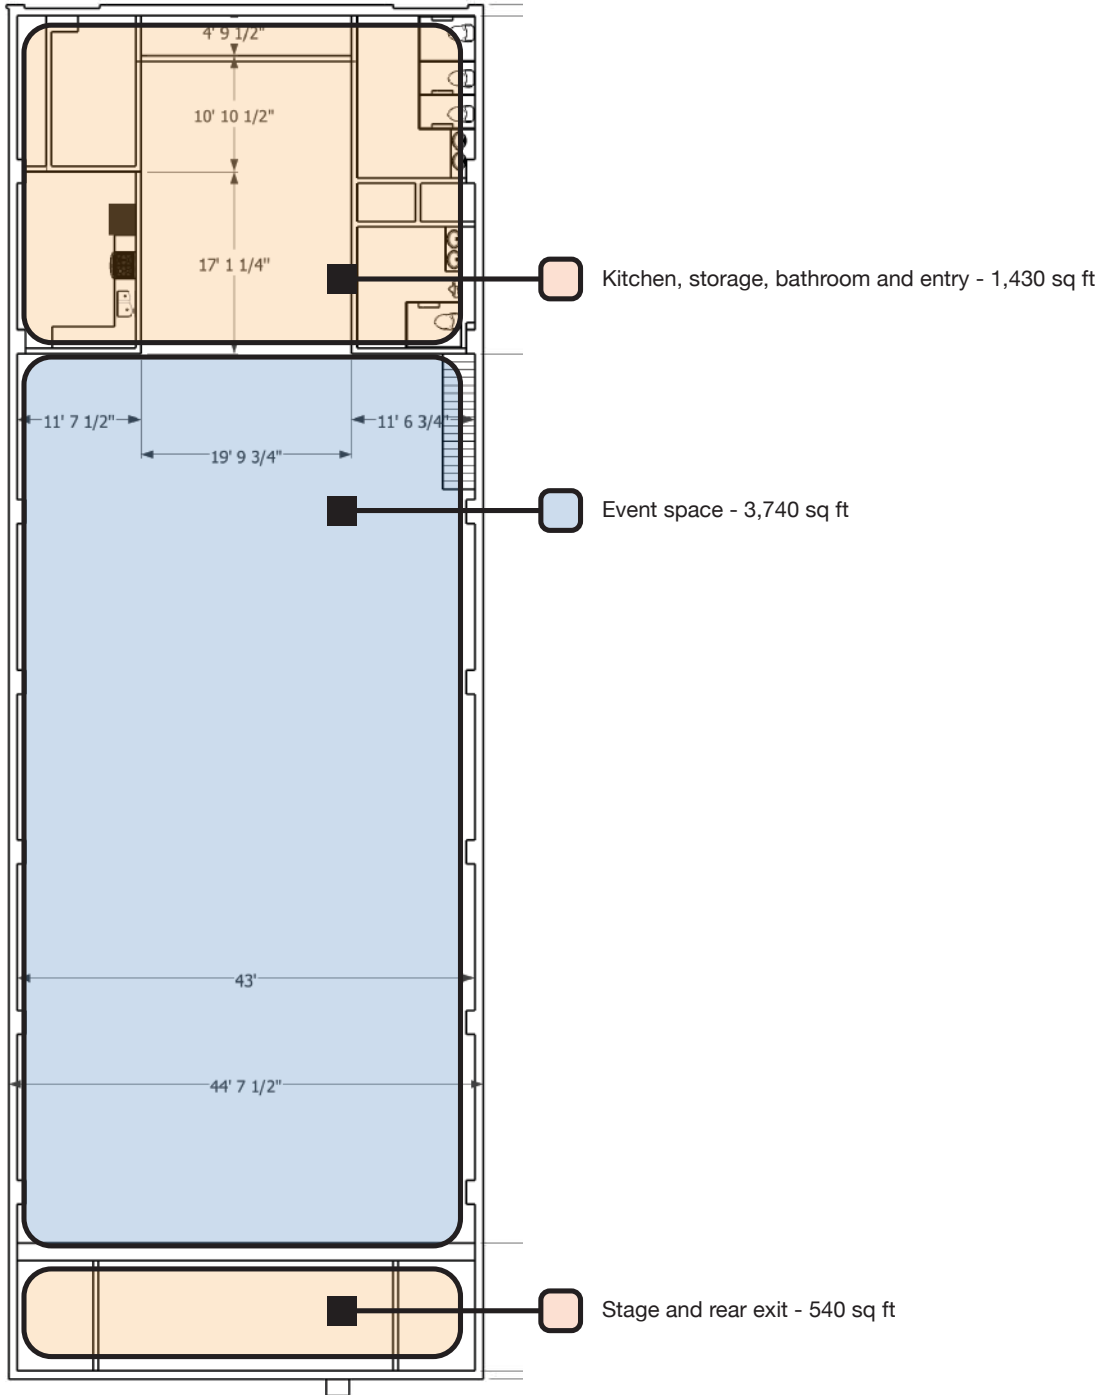 4' 9 1/2"
10' 10 1/2"
17' 1 1/4"
Kitchen, storage, bathroom and entry - 1,430 sq ft
11' 7 1/2"
11' 6 3/4"
19' 9 3/4"
Event space - 3,740 sq ft
43'
44' 7 1/2"
Stage and rear exit - 540 sq ft